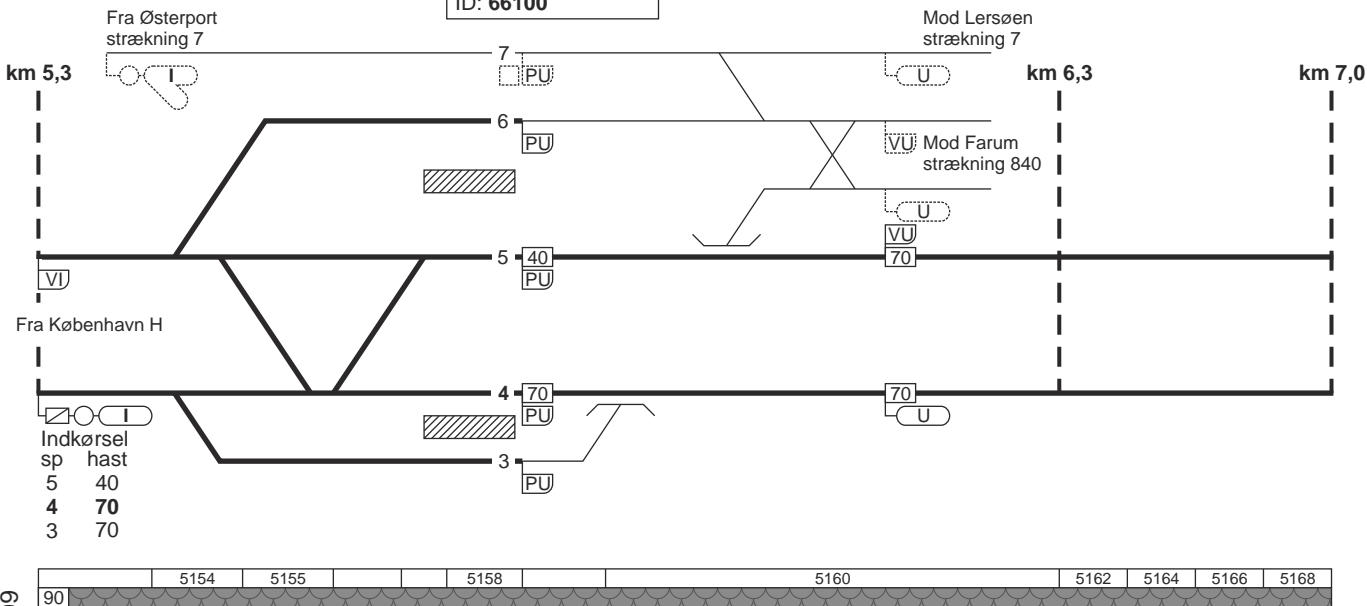 ID: 66100
Fra Østerport
strækning 7
Mod Lersøen
strækning 7
km 5,3
km 6,3
km 7,0
7
I
PU
U
6
PU
VU
Mod Farum
strækning 840
U
VU
5
40
70
VI
PU
Fra København H
4
70
70
I
PU
U
Indkørsel
sp hast
5 40
4 70
3 70
3
PU
5154
5155
5158
5160
5162
5164
5166
5168
90